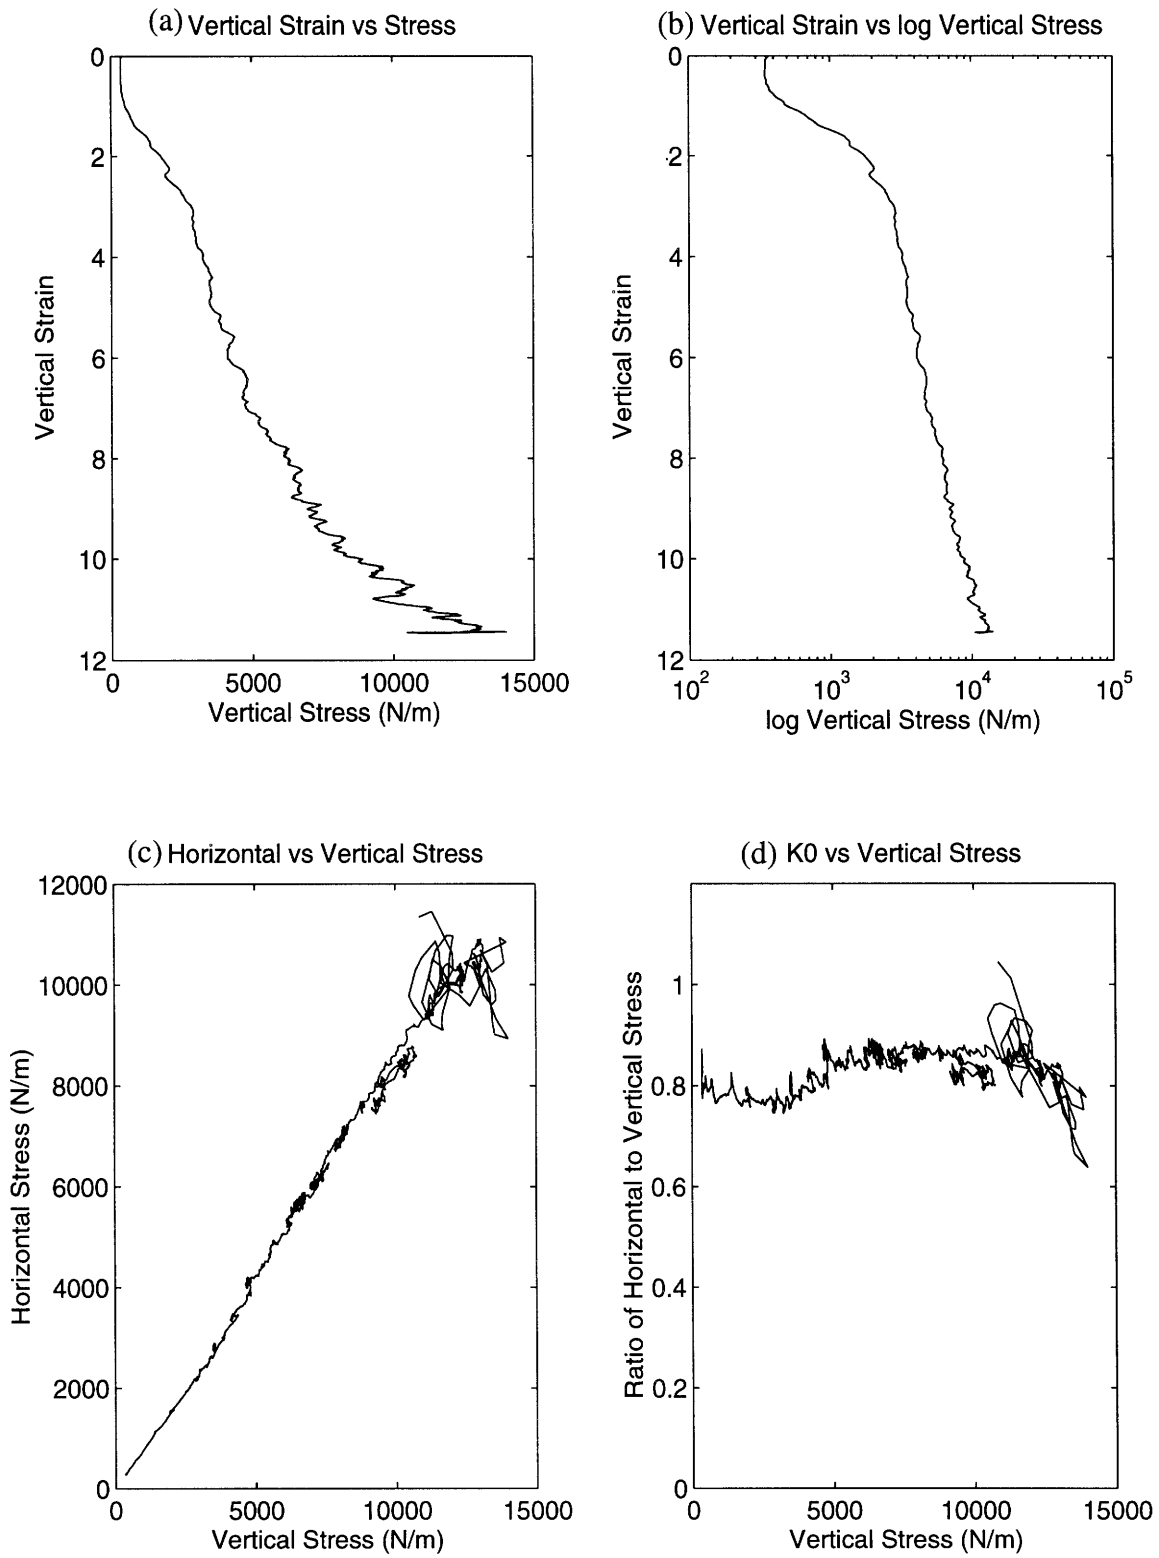 (a) Vertical Strain vs Stress
0
2
4
6
8
10
12
Vertical Strain
0 5000 10000 15000
Vertical Stress (N/m)
(b) Vertical Strain vs log Vertical Stress
0
2
4
6
8
10
12
Vertical Strain
10^2 10^3 10^4 10^5
log Vertical Stress (N/m)
(c) Horizontal vs Vertical Stress
12000
10000
8000
6000
4000
2000
0
Horizontal Stress (N/m)
0 5000 10000 15000
Vertical Stress (N/m)
(d) K0 vs Vertical Stress
1
0.8
0.6
0.4
0.2
0
Ratio of Horizontal to Vertical Stress
0 5000 10000 15000
Vertical Stress (N/m)